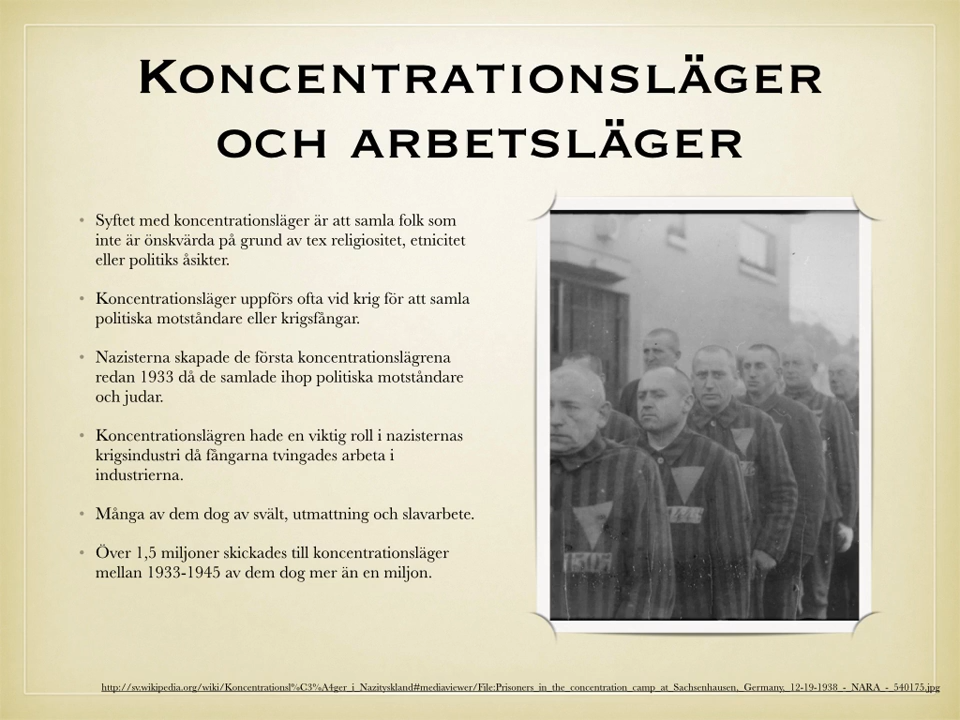 KONCENTRATIONSLÄGER
OCH ARBETSLÄGER
• Syftet med koncentrationsläger är att samla folk som
inte är önskvärda på grund av tex religiositet, etnicitet
eller politiks åsikter.
• Koncentrationsläger uppförs ofta vid krig för att samla
politiska motståndare eller krigsfångar.
• Nazisterna skapade de första koncentrationslägrena
redan 1933 då de samlade ihop politiska motståndare
och judar.
• Koncentrationslägren hade en viktig roll i nazisternas
krigsindustri då fångarna tvingades arbeta i
industrierna.
• Många av dem dog av svält, utmattning och slavarbete.
• Över 1,5 miljoner skickades till koncentrationsläger
mellan 1933-1945 av dem dog mer än en miljon.
http://sv.wikipedia.org/wiki/Koncentrationsl%C3%A4ger_i_Nazityskland#mediaviewer/File:Prisoners_in_the_concentration_camp_at_Sachsenhausen,_Germany,_12-19-1938_-_NARA_-_540175.jpg